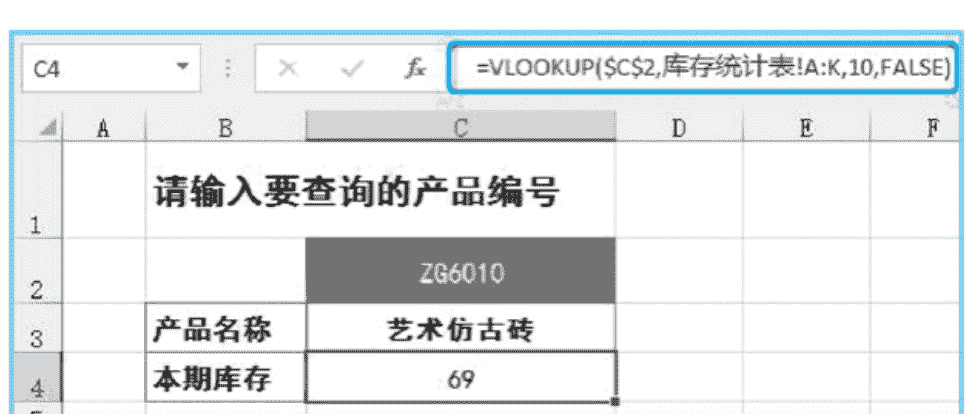 C4 fx =VLOOKUP($C$2,库存统计表!A:K,10,FALSE)
A B C D E F
1 请输入要查询的产品编号
2 ZG6010
3 产品名称 艺术仿古砖
4 本期库存 69